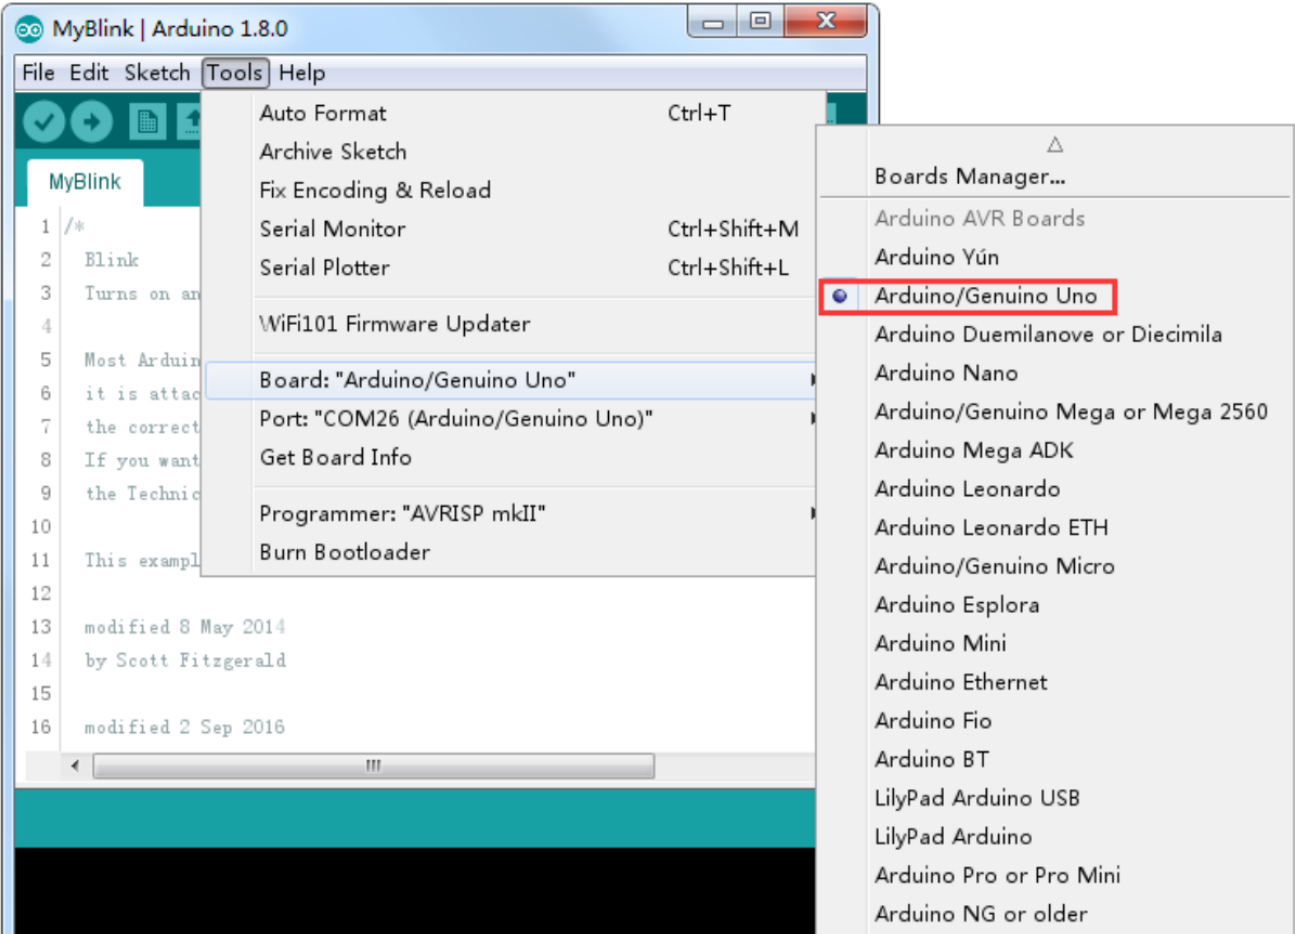 MyBlink | Arduino 1.8.0
File Edit Sketch Tools Help
MyBlink
Auto Format Ctrl+T
Archive Sketch
Fix Encoding & Reload
Serial Monitor Ctrl+Shift+M
Serial Plotter Ctrl+Shift+L
WiFi101 Firmware Updater
Board: "Arduino/Genuino Uno"
Port: "COM26 (Arduino/Genuino Uno)"
Get Board Info
Programmer: "AVRISP mkII"
Burn Bootloader
Boards Manager...
Arduino AVR Boards
Arduino Yún
Arduino/Genuino Uno
Arduino Duemilanove or Diecimila
Arduino Nano
Arduino/Genuino Mega or Mega 2560
Arduino Mega ADK
Arduino Leonardo
Arduino Leonardo ETH
Arduino/Genuino Micro
Arduino Esplora
Arduino Mini
Arduino Ethernet
Arduino Fio
Arduino BT
LilyPad Arduino USB
LilyPad Arduino
Arduino Pro or Pro Mini
Arduino NG or older
1 /*
2 Blink
3 Turns on an
4
5 Most Arduin
6 it is attac
7 the correct
8 If you want
9 the Technic
10
11 This exampl
12
13 modified 8 May 2014
14 by Scott Fitzgerald
15
16 modified 2 Sep 2016